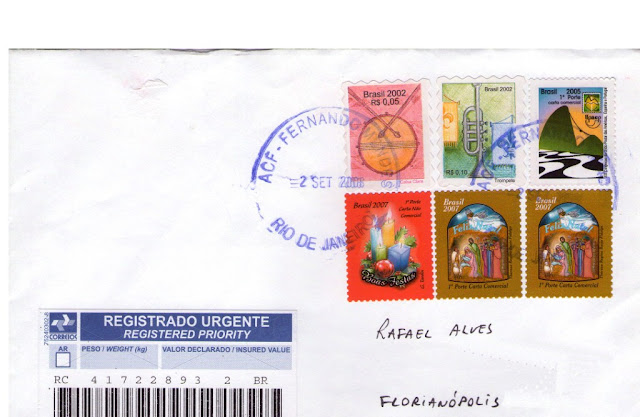 Brasil 2002
R$ 0,05
Brasil 2002
R$ 0,10
Trompete
Brasil 2005
1º Porte
carta comercial
ACF - FERNANDO
2 SET 2008
RIO DE JANEIRO
Brasil 2007
1º Porte
Carta Não
Comercial
Boas Festas
Brasil
2007
Feliz Natal
1º Porte Carta Comercial
Brasil
2007
Feliz Natal
1º Porte Carta Comercial
CORREIOS
REGISTRADO URGENTE
REGISTERED PRIORITY
AR
PESO / WEIGHT (kg)
VALOR DECLARADO / INSURED VALUE
RC 41722893 2 BR
RAFAEL ALVES
FLORIANÓPOLIS